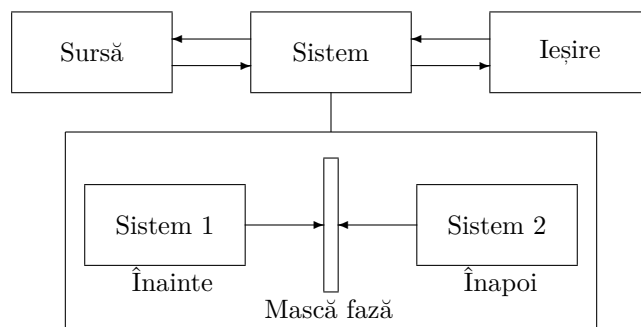 Sursă Sistem Ieșire
Sistem 1 Sistem 2
Înainte Înapoi
Mască fază